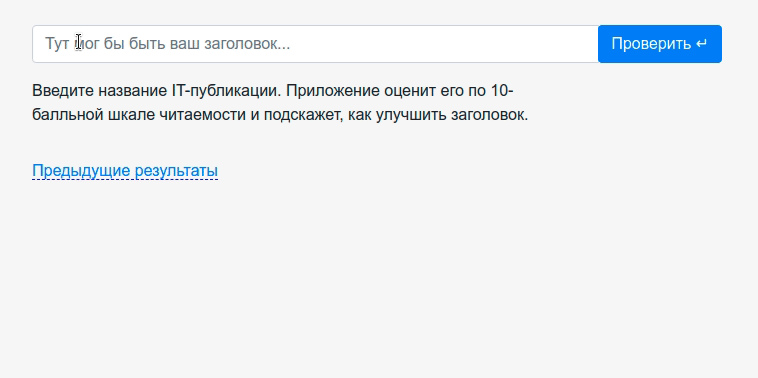 Тут мог бы быть ваш заголовок...
Проверить ↵
Введите название IT-публикации. Приложение оценит его по 10-
балльной шкале читаемости и подскажет, как улучшить заголовок.
Предыдущие результаты